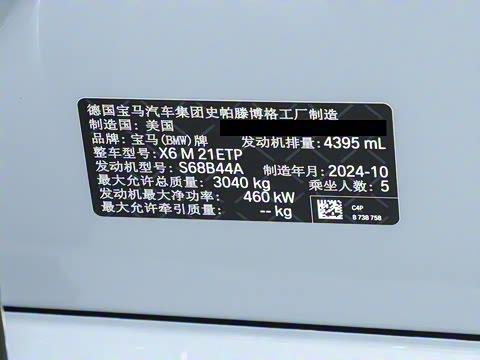 德国宝马汽车集团史帕滕博格工厂制造
制造国: 美国
品牌: 宝马(BMW)牌 发动机排量: 4395 mL
整车型号: X6 M 21ETP
发动机型号: S68B44A 制造年月: 2024-10
最大允许总质量: 3040 kg 乘坐人数: 5
发动机最大净功率: 460 kW
最大允许牵引质量: -- kg
C4P
8 738 758